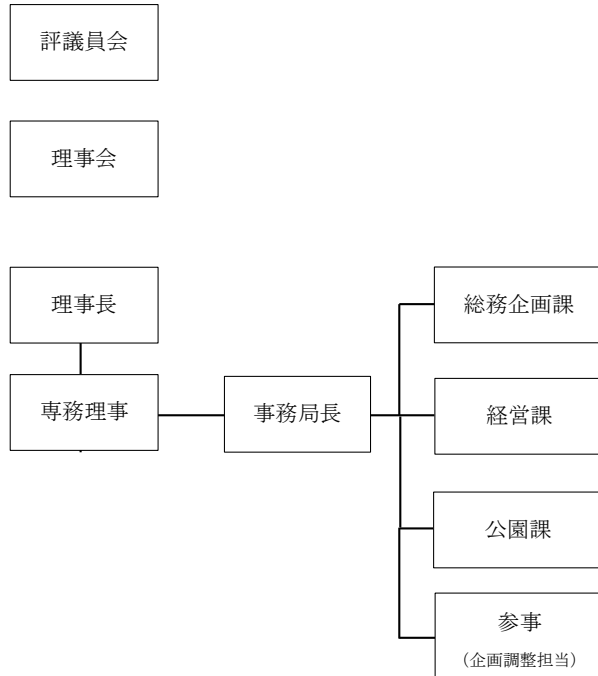 評議員会
理事会
理事長
総務企画課
専務理事
事務局長
経営課
公園課
参事
（企画調整担当）